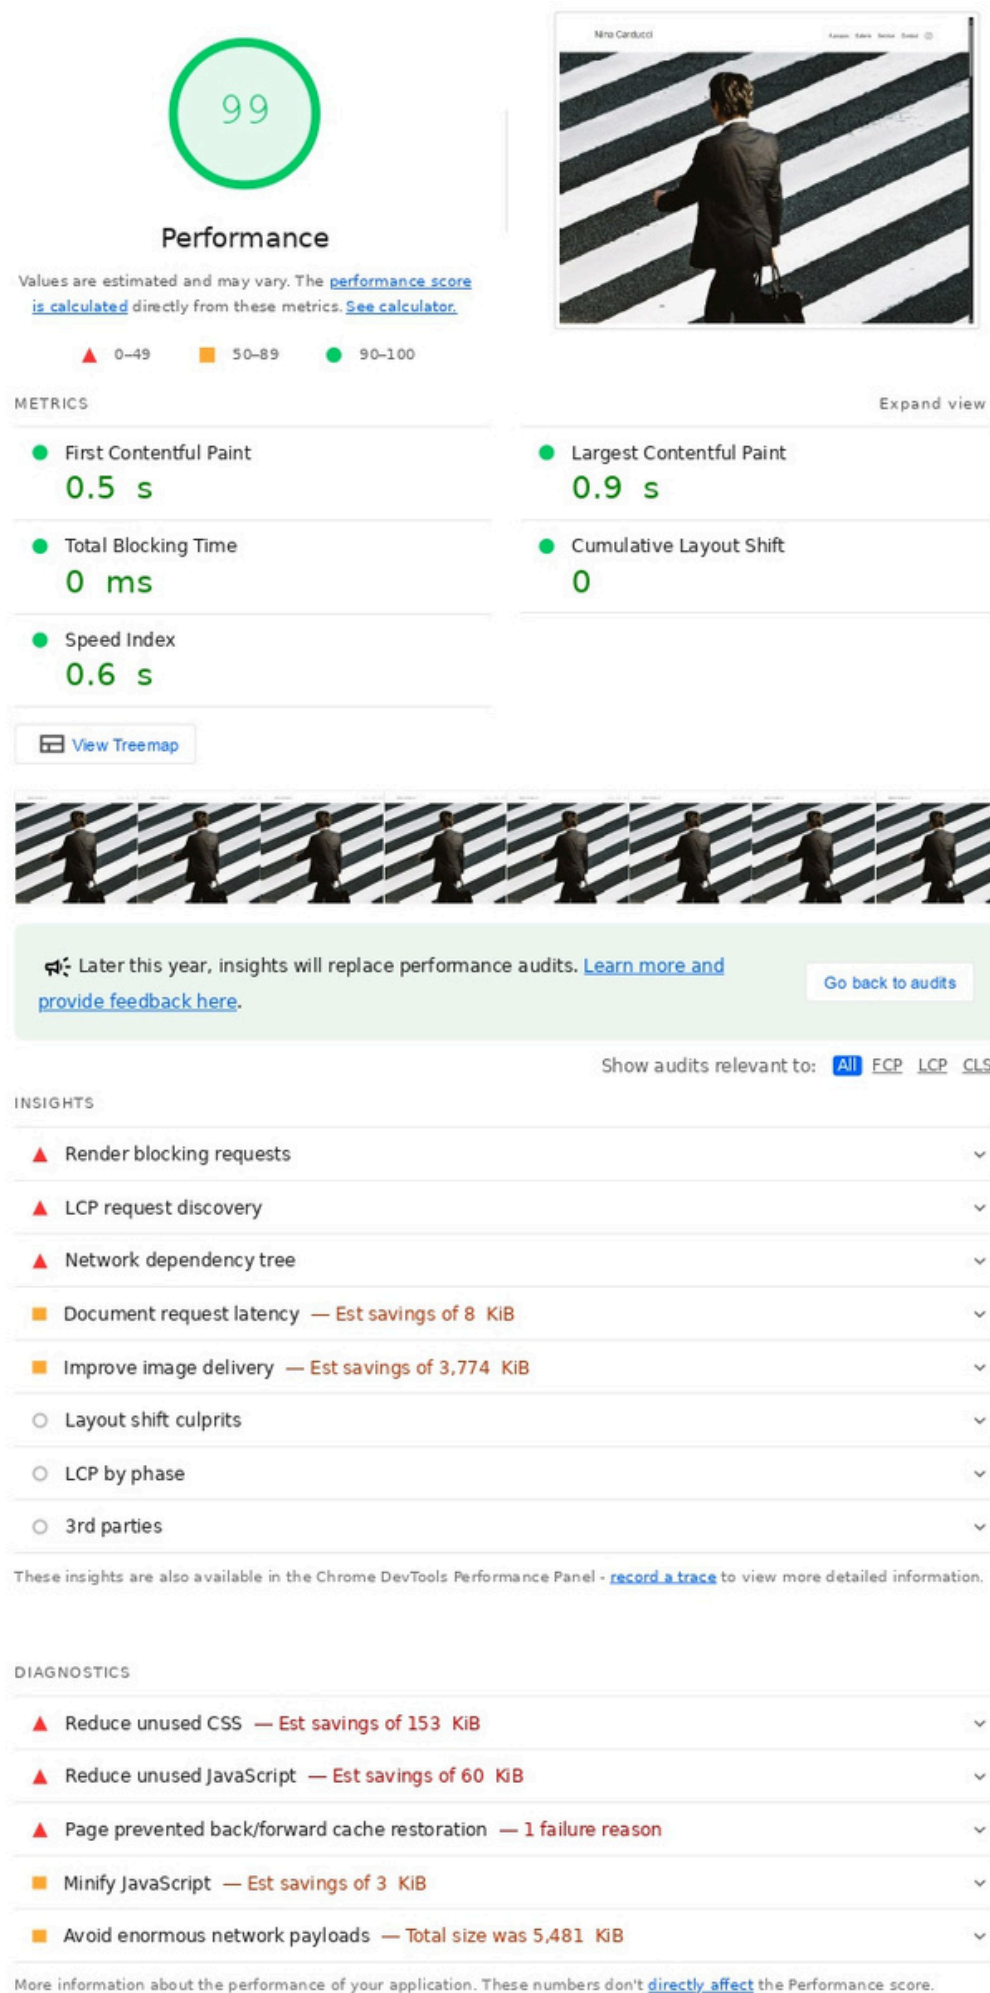 99
Nina Carducci
Performance
Values are estimated and may vary. The performance score
is calculated directly from these metrics. See calculator.
0–49
50–89
90–100
METRICS
Expand view
First Contentful Paint
0.5 s
Largest Contentful Paint
0.9 s
Total Blocking Time
0 ms
Cumulative Layout Shift
0
Speed Index
0.6 s
View Treemap
Later this year, insights will replace performance audits. Learn more and
provide feedback here.
Go back to audits
Show audits relevant to: All FCP LCP CLS
INSIGHTS
Render blocking requests
LCP request discovery
Network dependency tree
Document request latency — Est savings of 8 KiB
Improve image delivery — Est savings of 3,774 KiB
Layout shift culprits
LCP by phase
3rd parties
These insights are also available in the Chrome DevTools Performance Panel - record a trace to view more detailed information.
DIAGNOSTICS
Reduce unused CSS — Est savings of 153 KiB
Reduce unused JavaScript — Est savings of 60 KiB
Page prevented back/forward cache restoration — 1 failure reason
Minify JavaScript — Est savings of 3 KiB
Avoid enormous network payloads — Total size was 5,481 KiB
More information about the performance of your application. These numbers don't directly affect the Performance score.